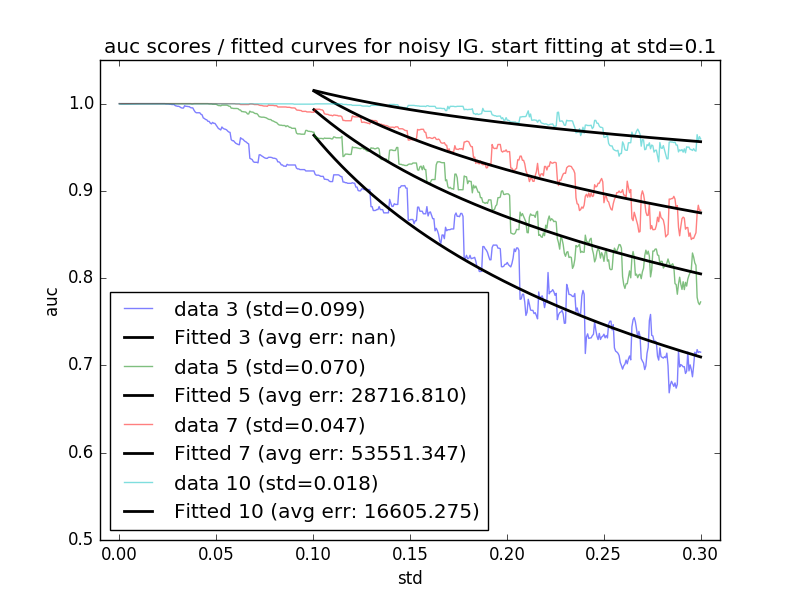 auc scores / fitted curves for noisy IG. start fitting at std=0.1
1.0
0.9
0.8
0.7
0.6
0.5
auc
data 3 (std=0.099)
Fitted 3 (avg err: nan)
data 5 (std=0.070)
Fitted 5 (avg err: 28716.810)
data 7 (std=0.047)
Fitted 7 (avg err: 53551.347)
data 10 (std=0.018)
Fitted 10 (avg err: 16605.275)
0.00 0.05 0.10 0.15 0.20 0.25 0.30
std